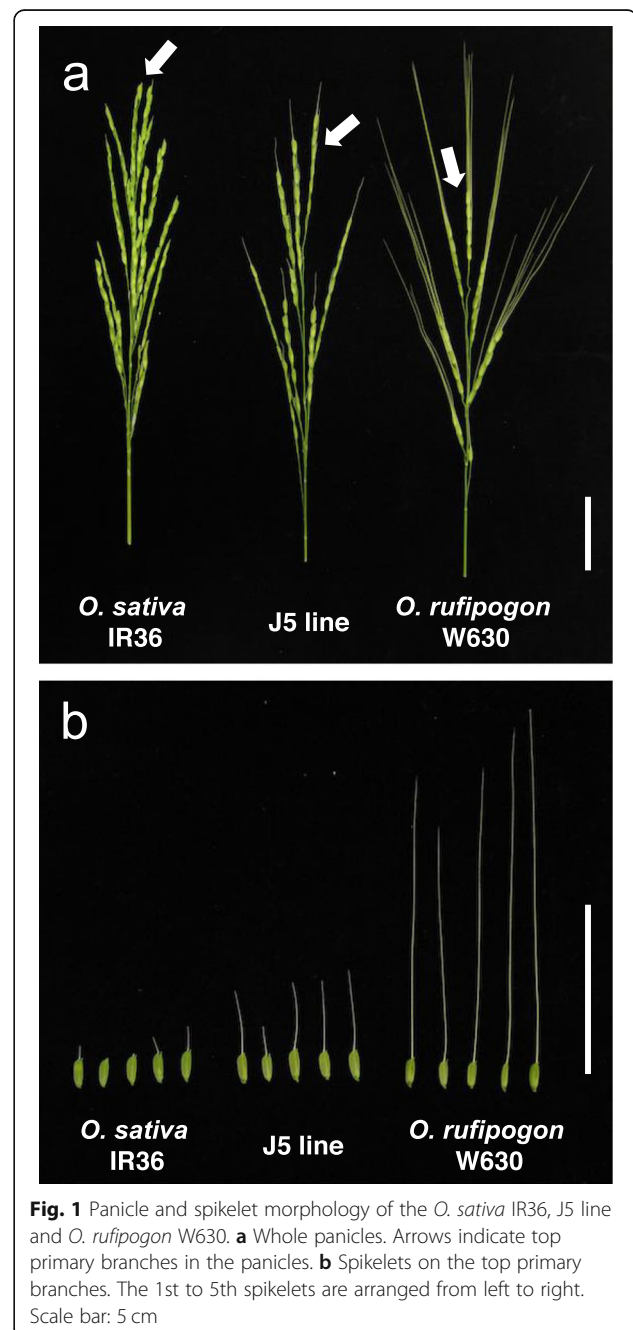 a
O. sativa
IR36
J5 line
O. rufipogon
W630
b
O. sativa
IR36
J5 line
O. rufipogon
W630
Fig. 1 Panicle and spikelet morphology of the O. sativa IR36, J5 line
and O. rufipogon W630. a Whole panicles. Arrows indicate top
primary branches in the panicles. b Spikelets on the top primary
branches. The 1st to 5th spikelets are arranged from left to right.
Scale bar: 5 cm